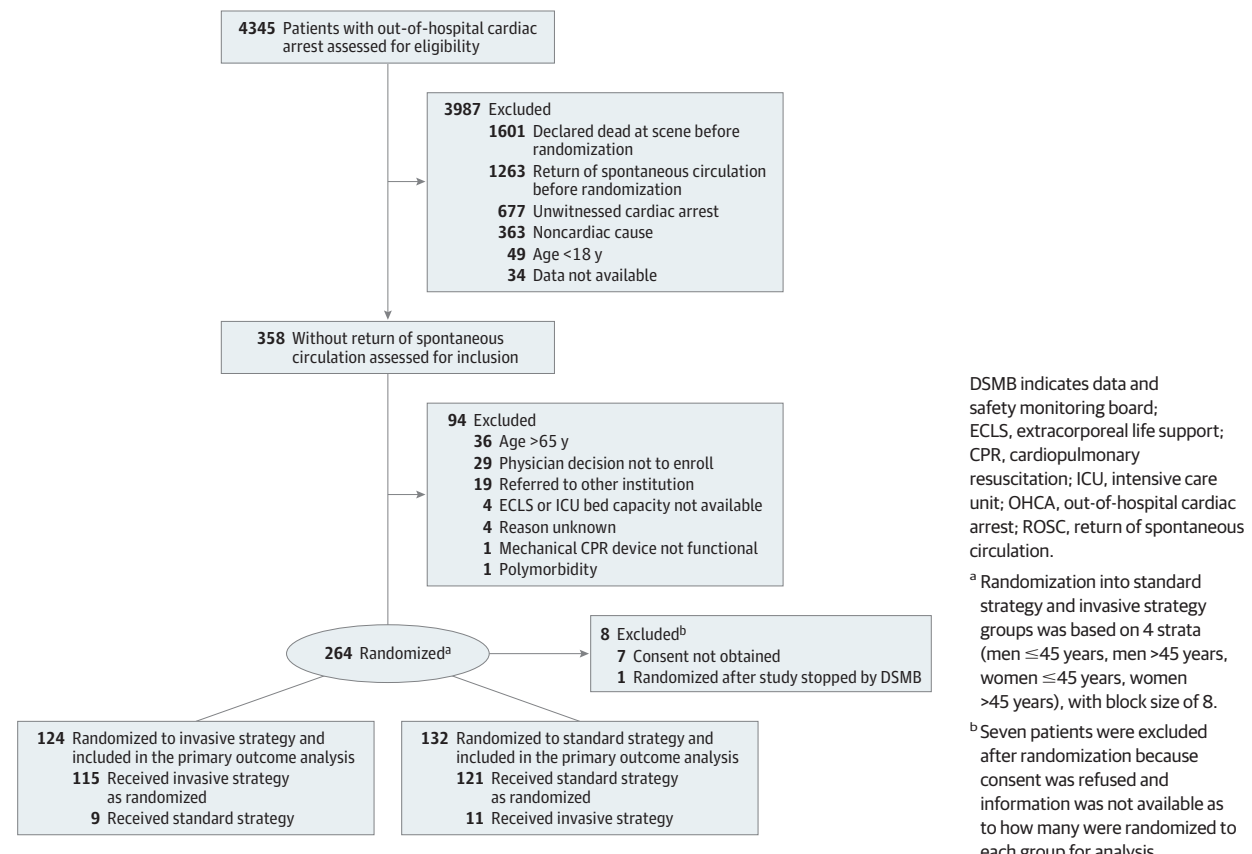 4345 Patients with out-of-hospital cardiac
arrest assessed for eligibility
3987 Excluded
1601 Declared dead at scene before
randomization
1263 Return of spontaneous circulation
before randomization
677 Unwitnessed cardiac arrest
363 Noncardiac cause
49 Age <18 y
34 Data not available
358 Without return of spontaneous
circulation assessed for inclusion
94 Excluded
36 Age >65 y
29 Physician decision not to enroll
19 Referred to other institution
4 ECLS or ICU bed capacity not available
4 Reason unknown
1 Mechanical CPR device not functional
1 Polymorbidity
264 Randomizedᵃ
8 Excludedᵇ
7 Consent not obtained
1 Randomized after study stopped by DSMB
124 Randomized to invasive strategy and
included in the primary outcome analysis
115 Received invasive strategy
as randomized
9 Received standard strategy
132 Randomized to standard strategy and
included in the primary outcome analysis
121 Received standard strategy
as randomized
11 Received invasive strategy
DSMB indicates data and
safety monitoring board;
ECLS, extracorporeal life support;
CPR, cardiopulmonary
resuscitation; ICU, intensive care
unit; OHCA, out-of-hospital cardiac
arrest; ROSC, return of spontaneous
circulation.
ᵃ Randomization into standard
strategy and invasive strategy
groups was based on 4 strata
(men ≤45 years, men >45 years,
women ≤45 years, women
>45 years), with block size of 8.
ᵇ Seven patients were excluded
after randomization because
consent was refused and
information was not available as
to how many were randomized to
each group for analysis